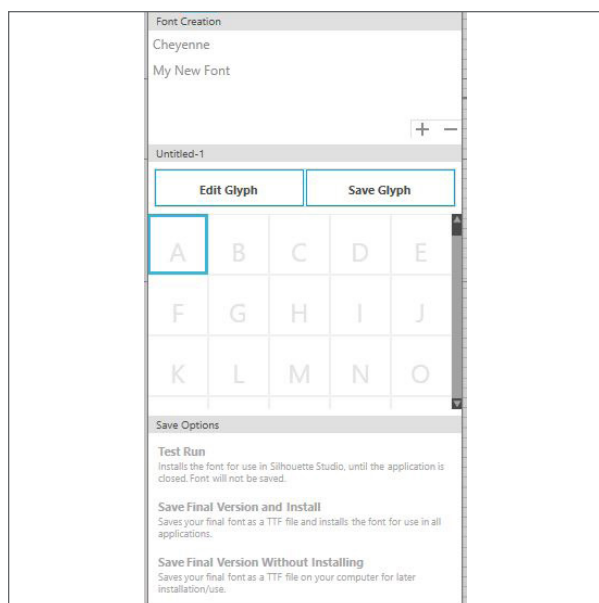 Font Creation
Cheyenne
My New Font
+ −
Untitled-1
Edit Glyph Save Glyph
A B C D E
F G H I J
K L M N O
Save Options
Test Run
Installs the font for use in Silhouette Studio, until the application is
closed. Font will not be saved.
Save Final Version and Install
Saves your final font as a TTF file and installs the font for use in all
applications.
Save Final Version Without Installing
Saves your final font as a TTF file on your computer for later
installation/use.